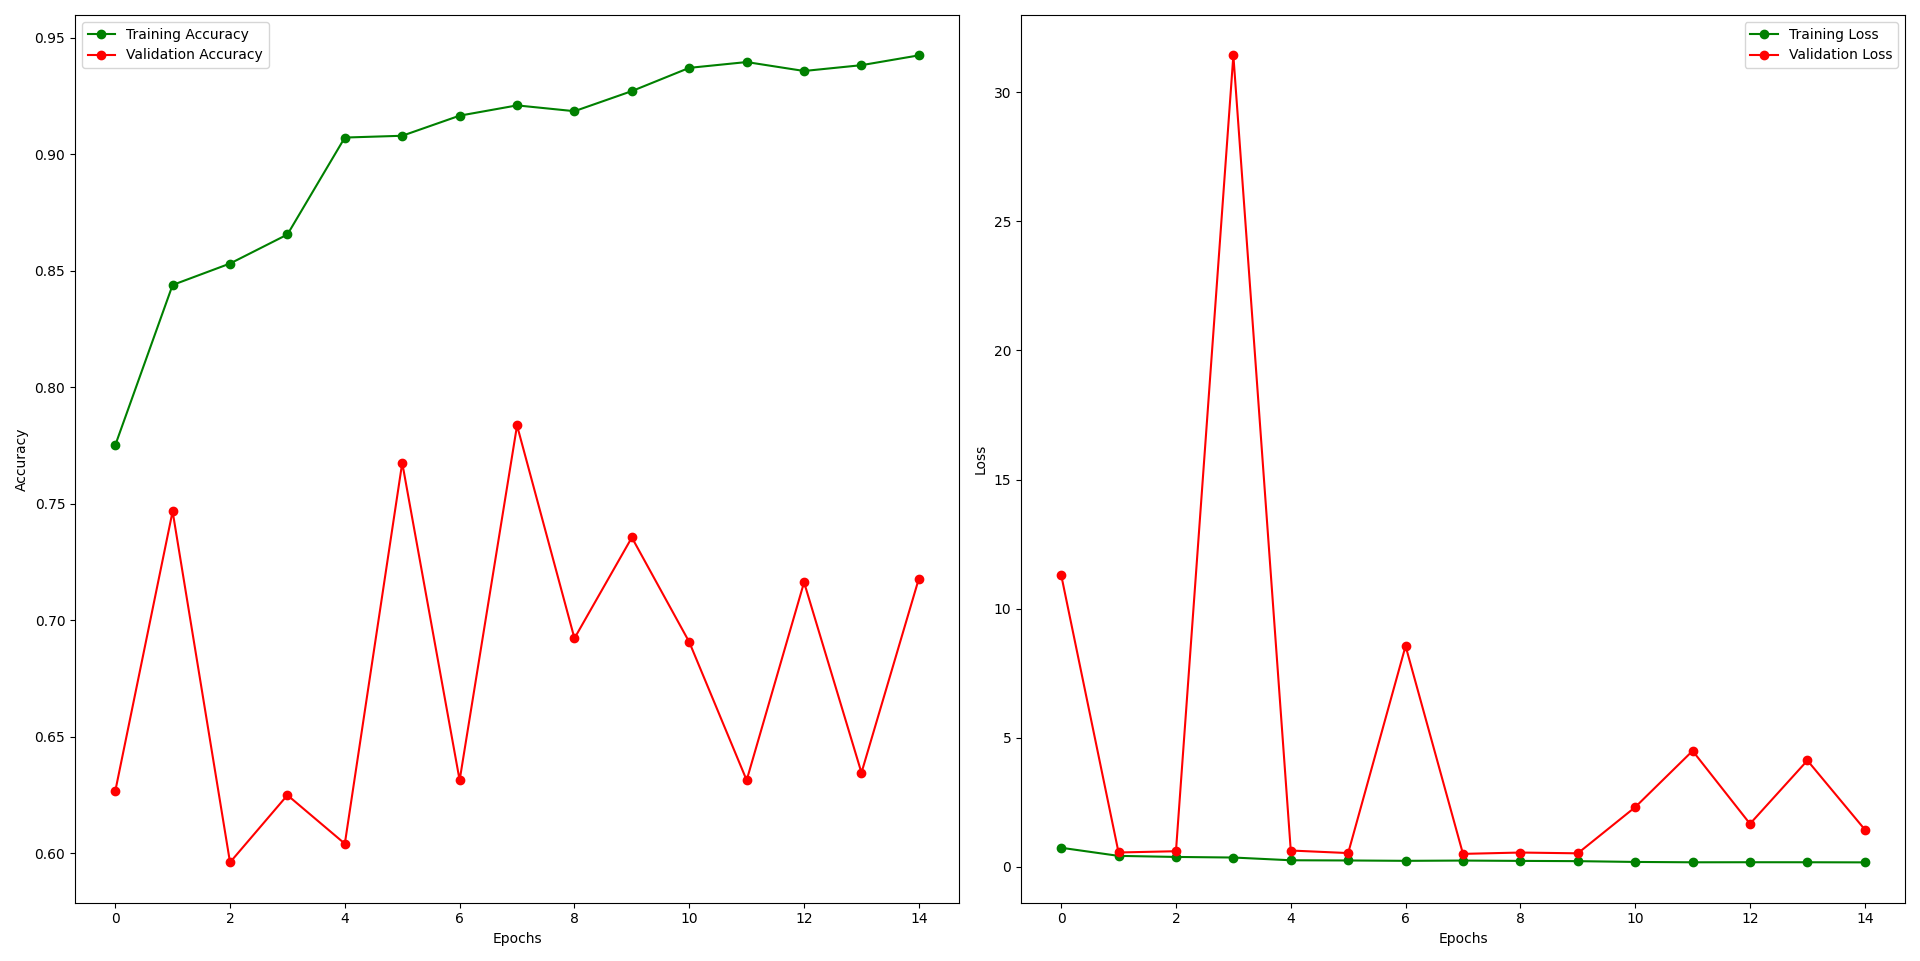 Training Accuracy
Validation Accuracy
0.95
0.90
0.85
0.80
0.75
0.70
0.65
0.60
Accuracy
0 2 4 6 8 10 12 14
Epochs
Training Loss
Validation Loss
30
25
20
15
10
5
0
Loss
0 2 4 6 8 10 12 14
Epochs